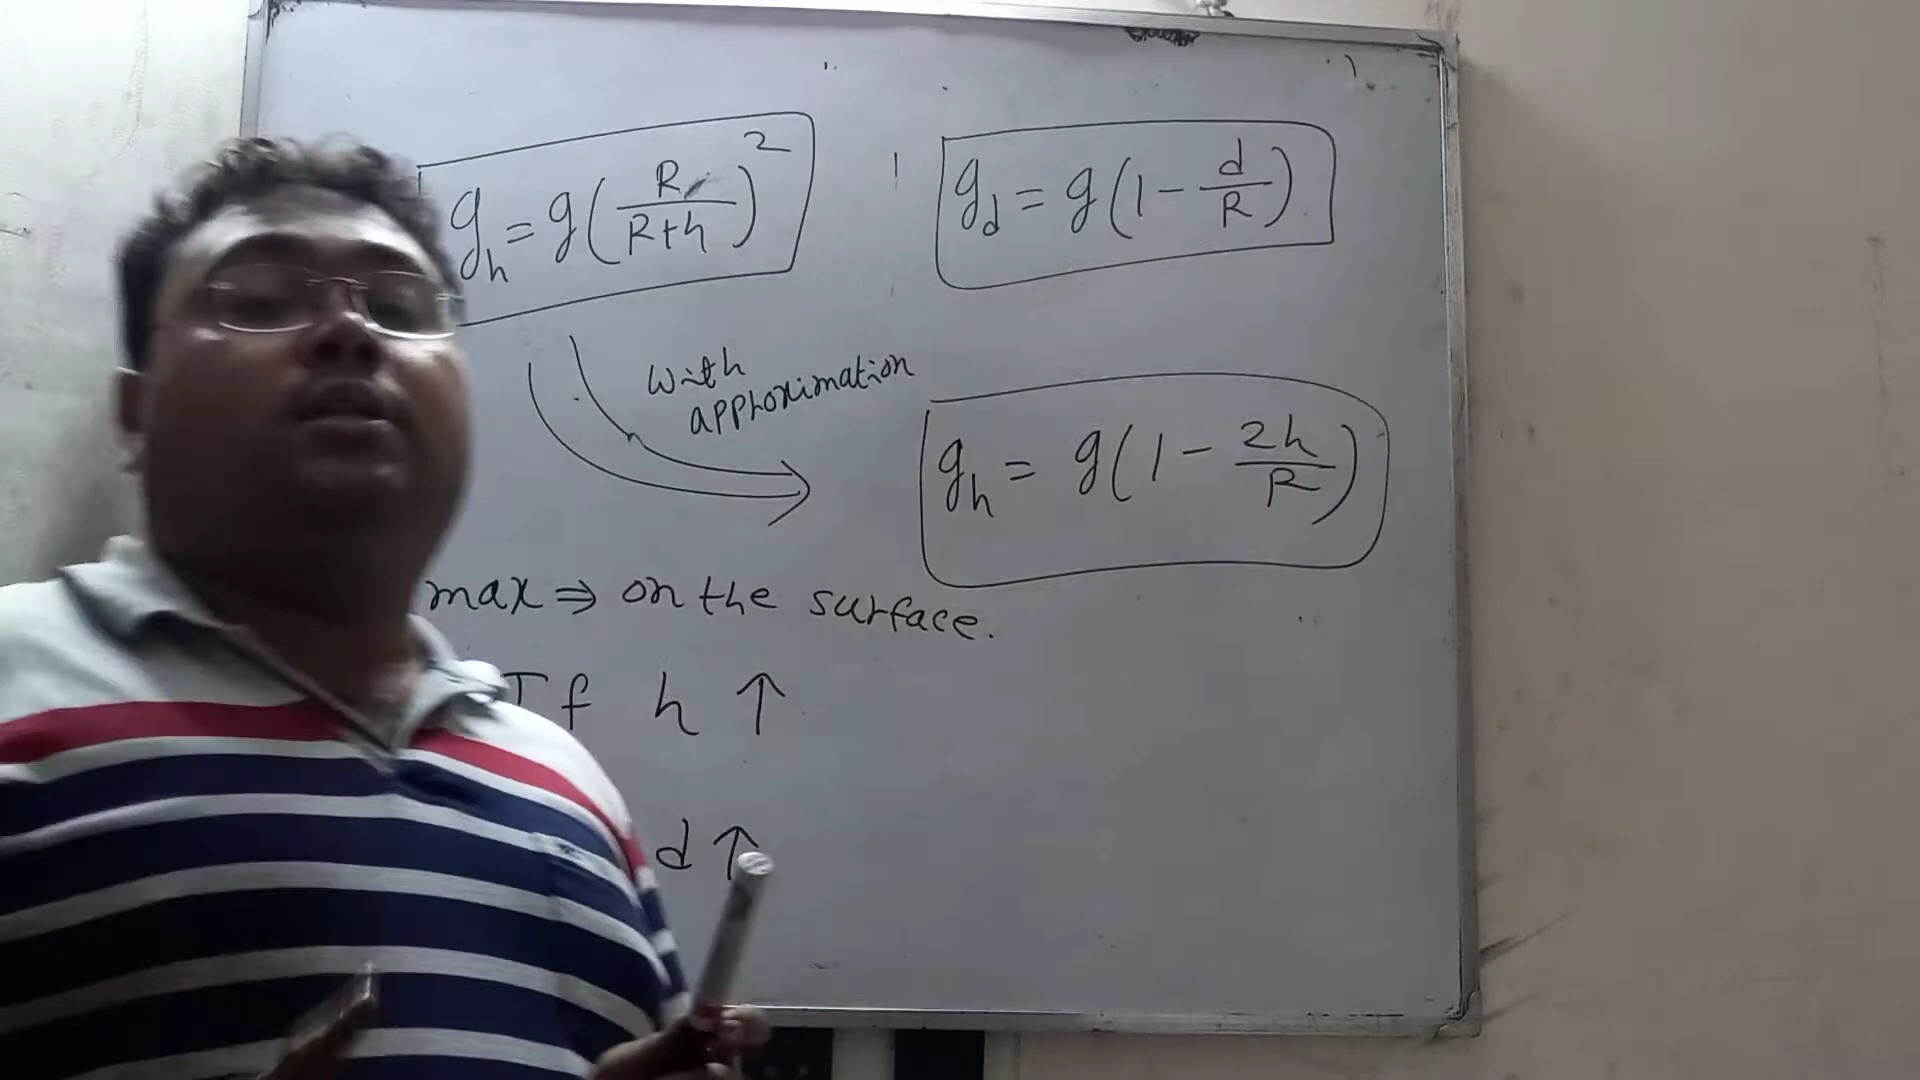 g_h = g(R/(R+h))^2
g_d = g(1 - d/R)
with
approximation
g_h = g(1 - 2h/R)
max ⇒ on the surface.
If h ↑
d ↑